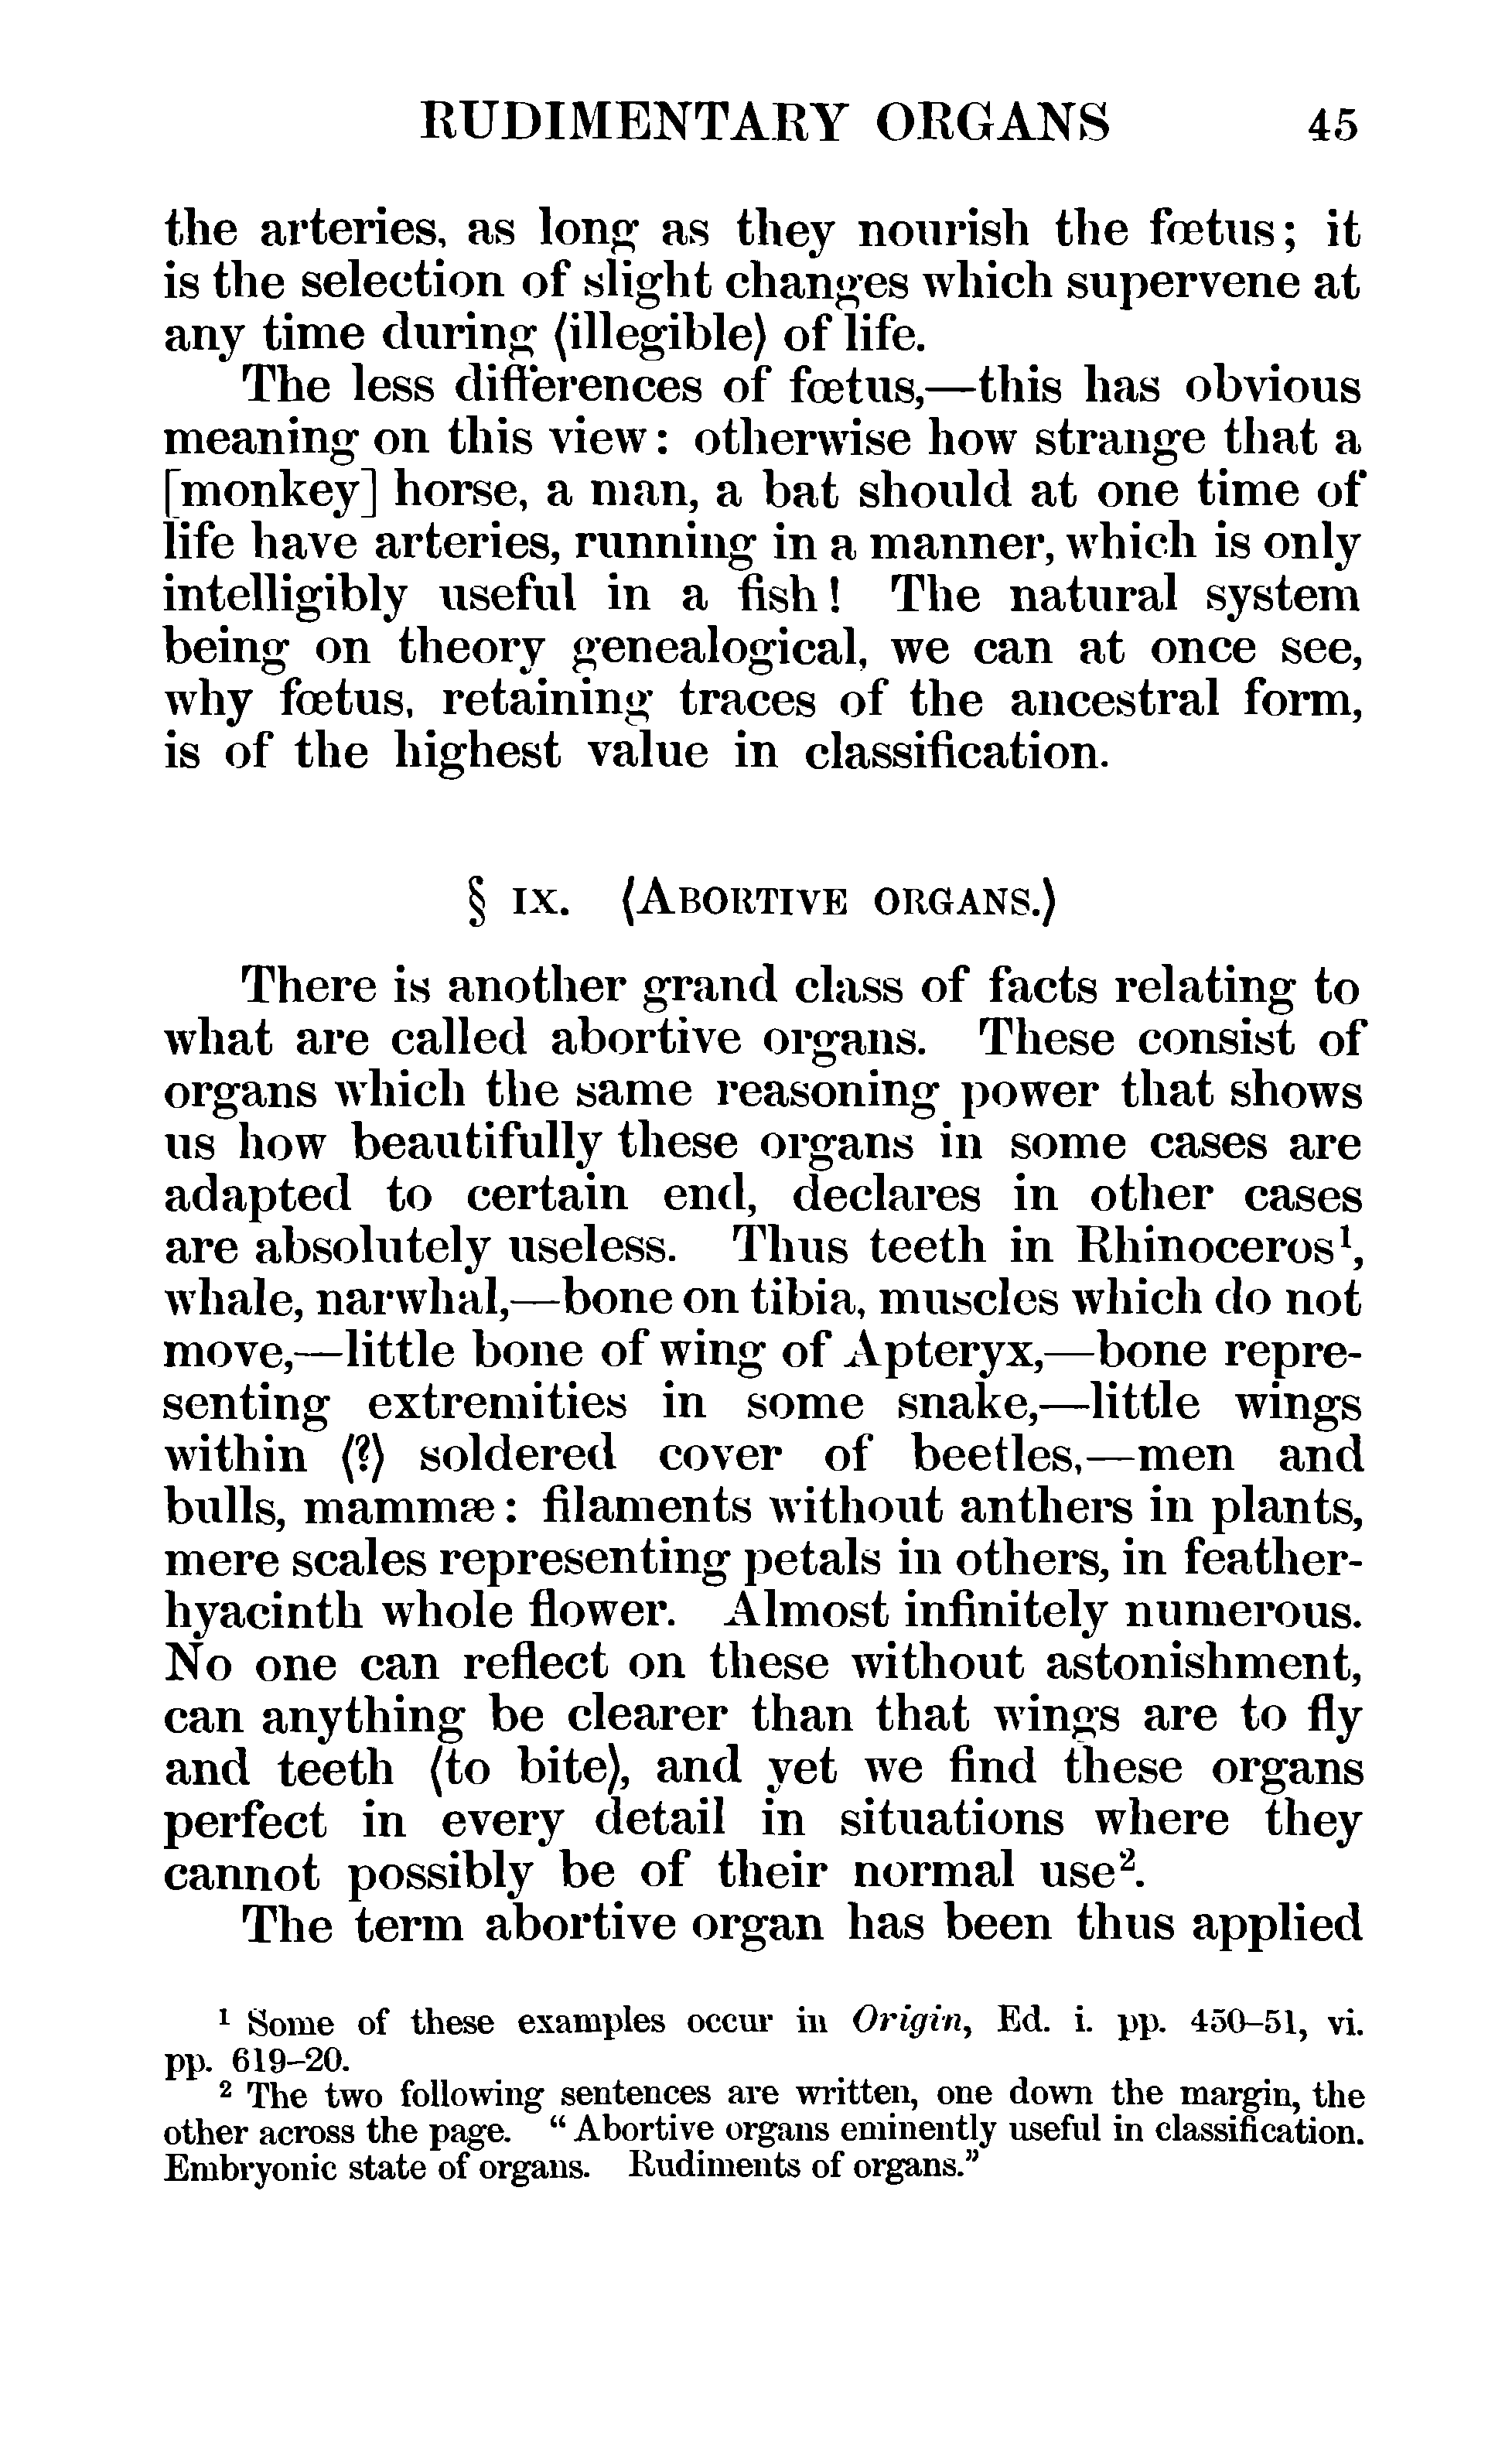 RUDIMENTARY ORGANS 45
the arteries, as long as they nourish the fœtus; it
is the selection of slight changes which supervene at
any time during ⟨illegible⟩ of life.
The less differences of fœtus,—this has obvious
meaning on this view: otherwise how strange that a
[monkey] horse, a man, a bat should at one time of
life have arteries, running in a manner, which is only
intelligibly useful in a fish! The natural system
being on theory genealogical, we can at once see,
why fœtus, retaining traces of the ancestral form,
is of the highest value in classification.
§ IX. ⟨ABORTIVE ORGANS.⟩
There is another grand class of facts relating to
what are called abortive organs. These consist of
organs which the same reasoning power that shows
us how beautifully these organs in some cases are
adapted to certain end, declares in other cases
are absolutely useless. Thus teeth in Rhinoceros¹,
whale, narwhal,—bone on tibia, muscles which do not
move,—little bone of wing of Apteryx,—bone repre-
senting extremities in some snake,—little wings
within ⟨?⟩ soldered cover of beetles,—men and
bulls, mammæ: filaments without anthers in plants,
mere scales representing petals in others, in feather-
hyacinth whole flower. Almost infinitely numerous.
No one can reflect on these without astonishment,
can anything be clearer than that wings are to fly
and teeth ⟨to bite⟩, and yet we find these organs
perfect in every detail in situations where they
cannot possibly be of their normal use².
The term abortive organ has been thus applied
¹ Some of these examples occur in Origin, Ed. i. pp. 450–51, vi.
pp. 619–20.
² The two following sentences are written, one down the margin, the
other across the page. “Abortive organs eminently useful in classification.
Embryonic state of organs. Rudiments of organs.”